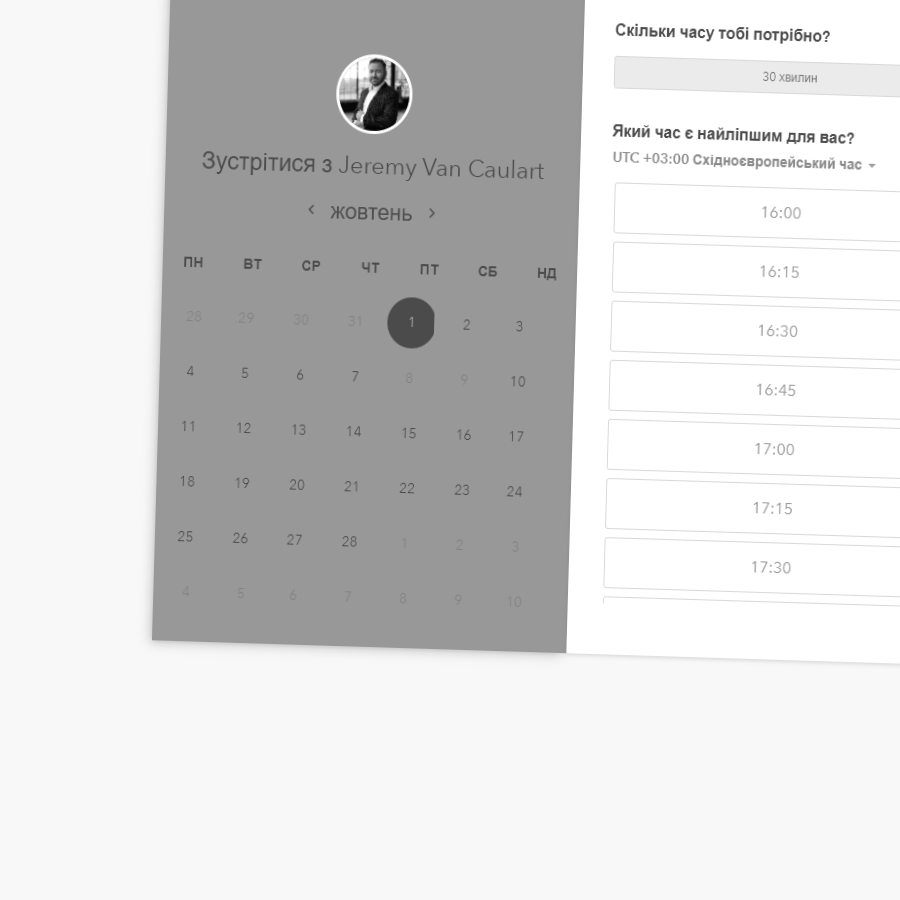 Зустрітися з Jeremy Van Caulart
жовтень
ПН ВТ СР ЧТ ПТ СБ НД
28 29 30 31 1 2 3
4 5 6 7 8 9 10
11 12 13 14 15 16 17
18 19 20 21 22 23 24
25 26 27 28 1 2 3
4 5 6 7 8 9 10
Скільки часу тобі потрібно?
30 хвилин
Який час є найліпшим для вас?
UTC +03:00 Східноєвропейський час
16:00
16:15
16:30
16:45
17:00
17:15
17:30